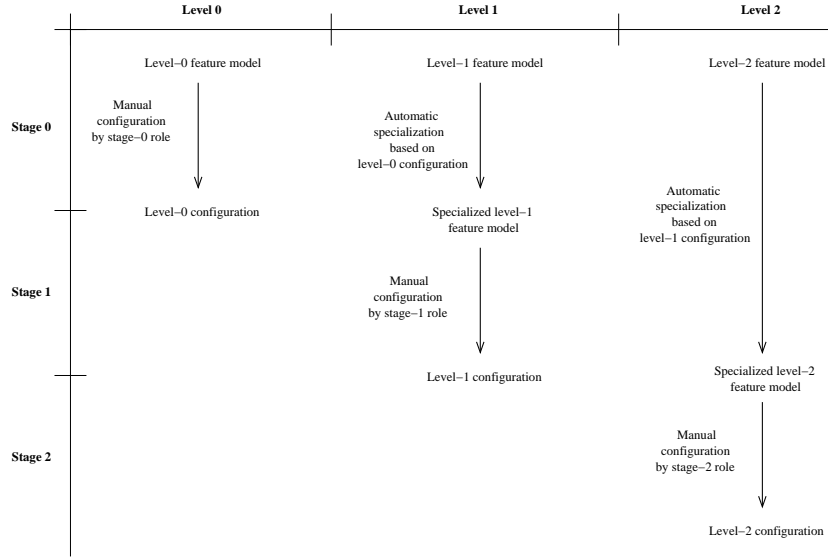 Level 0
Level 1
Level 2
Level−0 feature model
Level−1 feature model
Level−2 feature model
Stage 0
Manual
configuration
by stage−0 role
Automatic
specialization
based on
level−0 configuration
Level−0 configuration
Specialized level−1
feature model
Automatic
specialization
based on
level−1 configuration
Stage 1
Manual
configuration
by stage−1 role
Level−1 configuration
Specialized level−2
feature model
Stage 2
Manual
configuration
by stage−2 role
Level−2 configuration